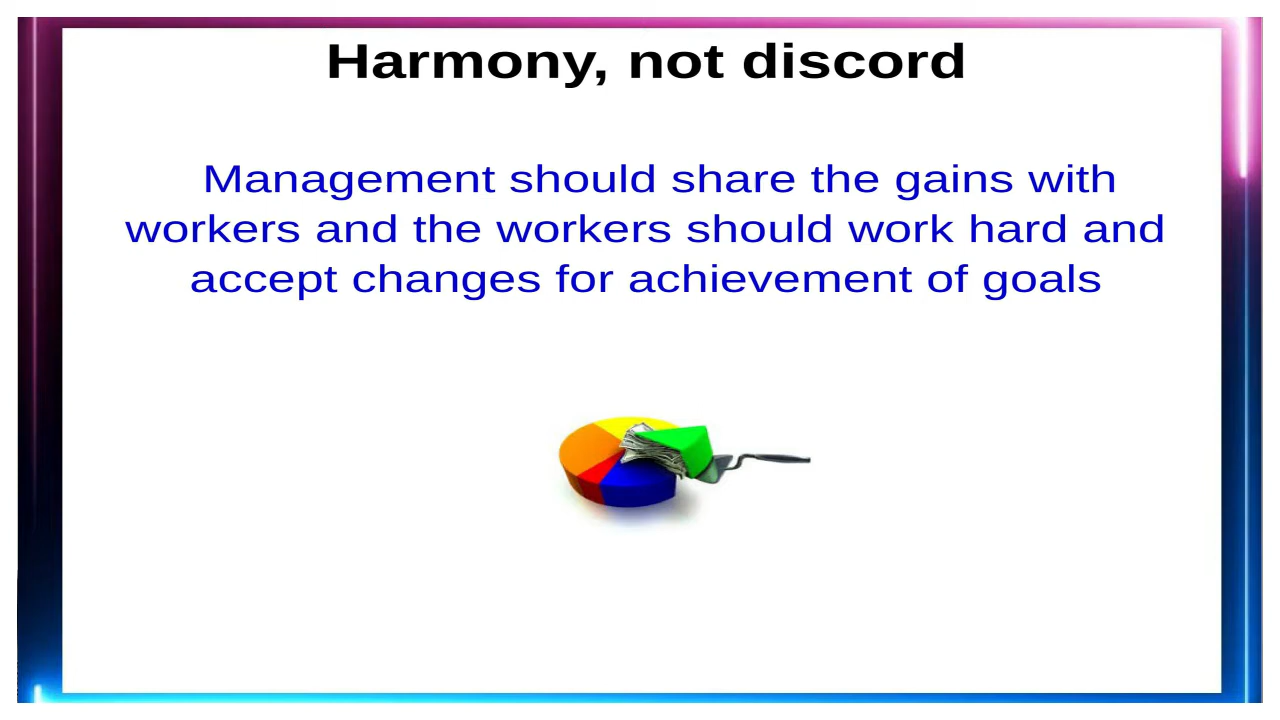 Harmony, not discord
Management should share the gains with
workers and the workers should work hard and
accept changes for achievement of goals